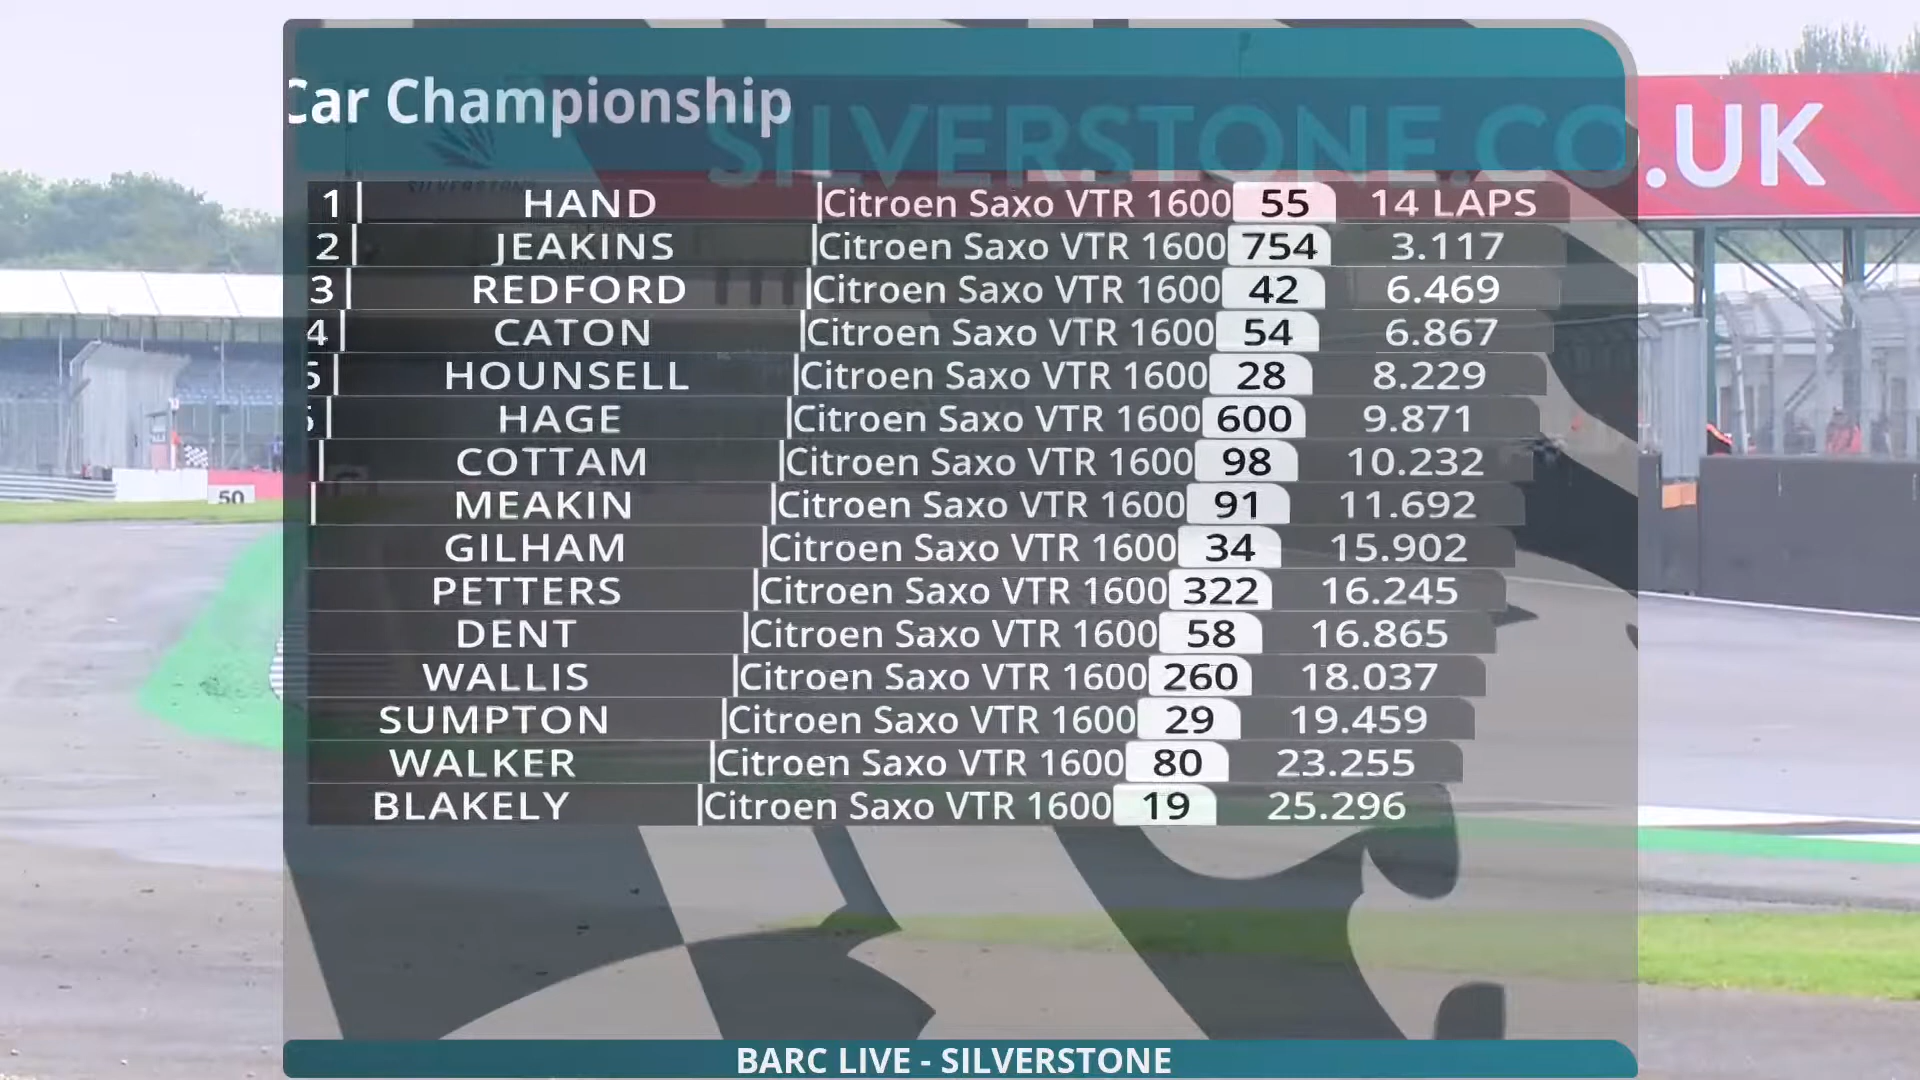 Car Championship
SILVERSTONE.CO.UK
SILVERSTONE
1 HAND Citroen Saxo VTR 1600 55 14 LAPS
2 JEAKINS Citroen Saxo VTR 1600 754 3.117
3 REDFORD Citroen Saxo VTR 1600 42 6.469
4 CATON Citroen Saxo VTR 1600 54 6.867
5 HOUNSELL Citroen Saxo VTR 1600 28 8.229
HAGE Citroen Saxo VTR 1600 600 9.871
COTTAM Citroen Saxo VTR 1600 98 10.232
MEAKIN Citroen Saxo VTR 1600 91 11.692
50
GILHAM Citroen Saxo VTR 1600 34 15.902
PETTERS Citroen Saxo VTR 1600 322 16.245
DENT Citroen Saxo VTR 1600 58 16.865
WALLIS Citroen Saxo VTR 1600 260 18.037
SUMPTON Citroen Saxo VTR 1600 29 19.459
WALKER Citroen Saxo VTR 1600 80 23.255
BLAKELY Citroen Saxo VTR 1600 19 25.296
BARC LIVE - SILVERSTONE